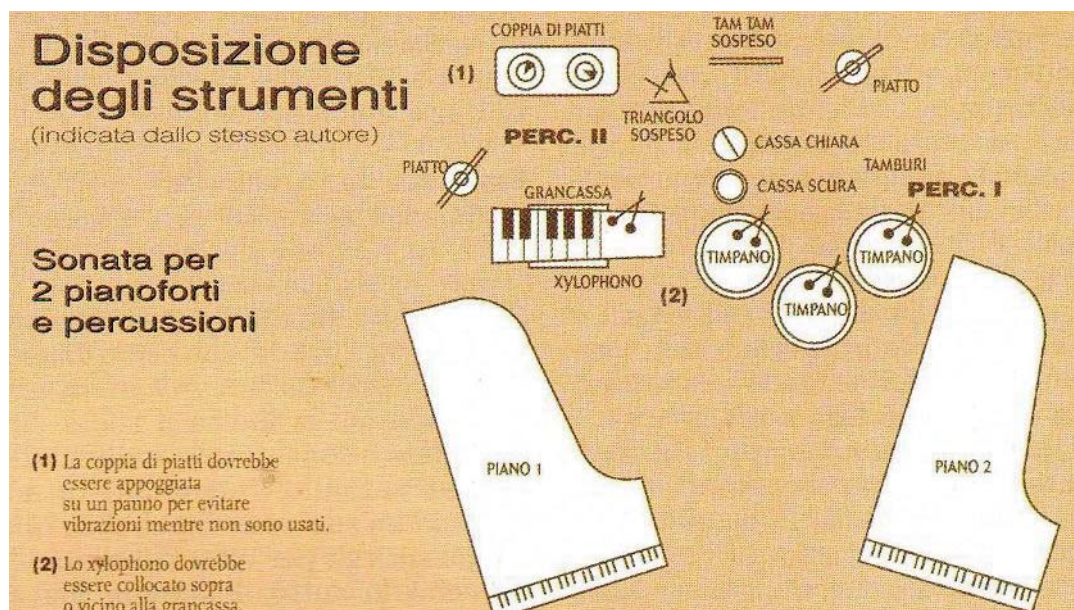 Disposizione
degli strumenti
(indicata dallo stesso autore)
Sonata per
2 pianoforti
e percussioni
(1) La coppia di piatti dovrebbe
essere appoggiata
su un panno per evitare
vibrazioni mentre non sono usati.
(2) Lo xylophono dovrebbe
essere collocato sopra
o vicino alla grancassa.
COPPIA DI PIATTI
(1)
TAM TAM
SOSPESO
PIATTO
TRIANGOLO
SOSPESO
PERC. II
CASSA CHIARA
PIATTO
TAMBURI
GRANCASSA
CASSA SCURA
PERC. I
TIMPANO
TIMPANO
XYLOPHONO
(2)
TIMPANO
PIANO 1
PIANO 2